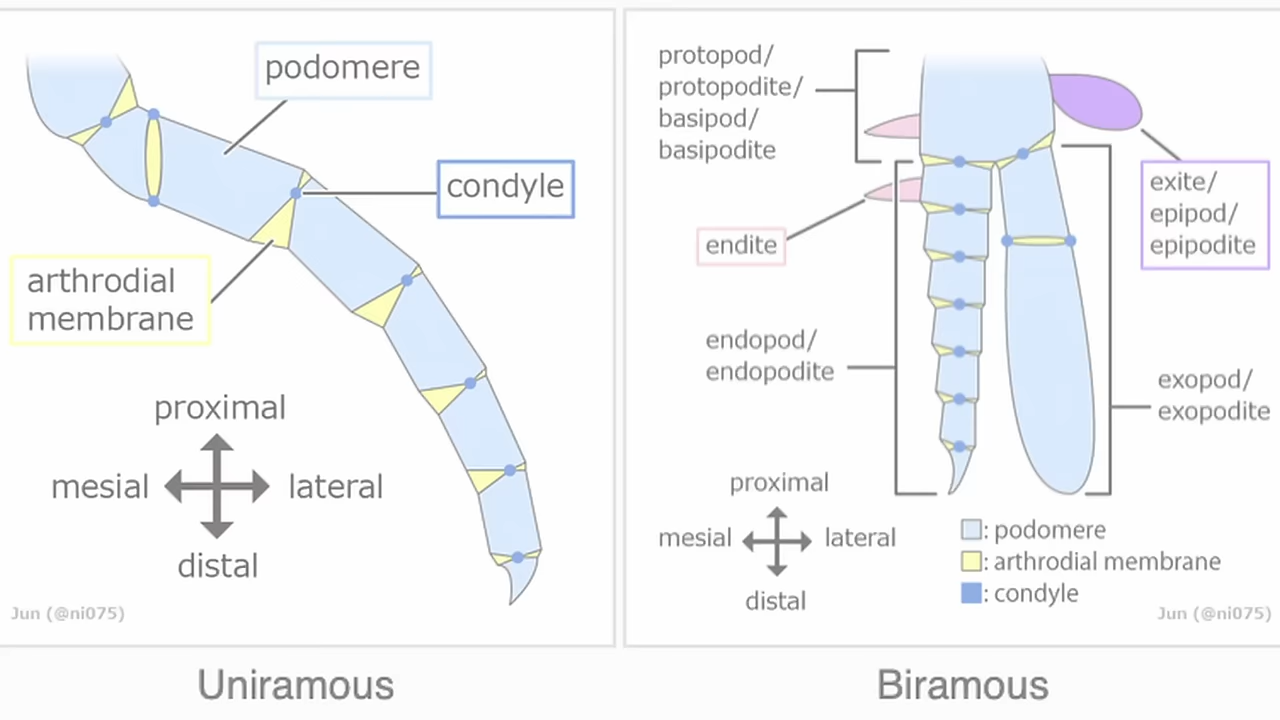 podomere
condyle
arthrodial
membrane
proximal
mesial
lateral
distal
Jun (@ni075)
Uniramous
protopod/
protopodite/
basipod/
basipodite
exite/
epipod/
epipodite
endite
endopod/
endopodite
exopod/
exopodite
proximal
mesial
lateral
distal
: podomere
: arthrodial membrane
: condyle
Jun (@ni075)
Biramous